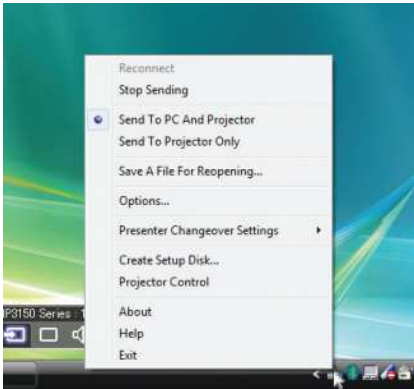 Reconnect
Stop Sending
Send To PC And Projector
Send To Projector Only
Save A File For Reopening...
Options...
Presenter Changeover Settings
Create Setup Disk...
Projector Control
About
Help
Exit
IP3150 Series : 1